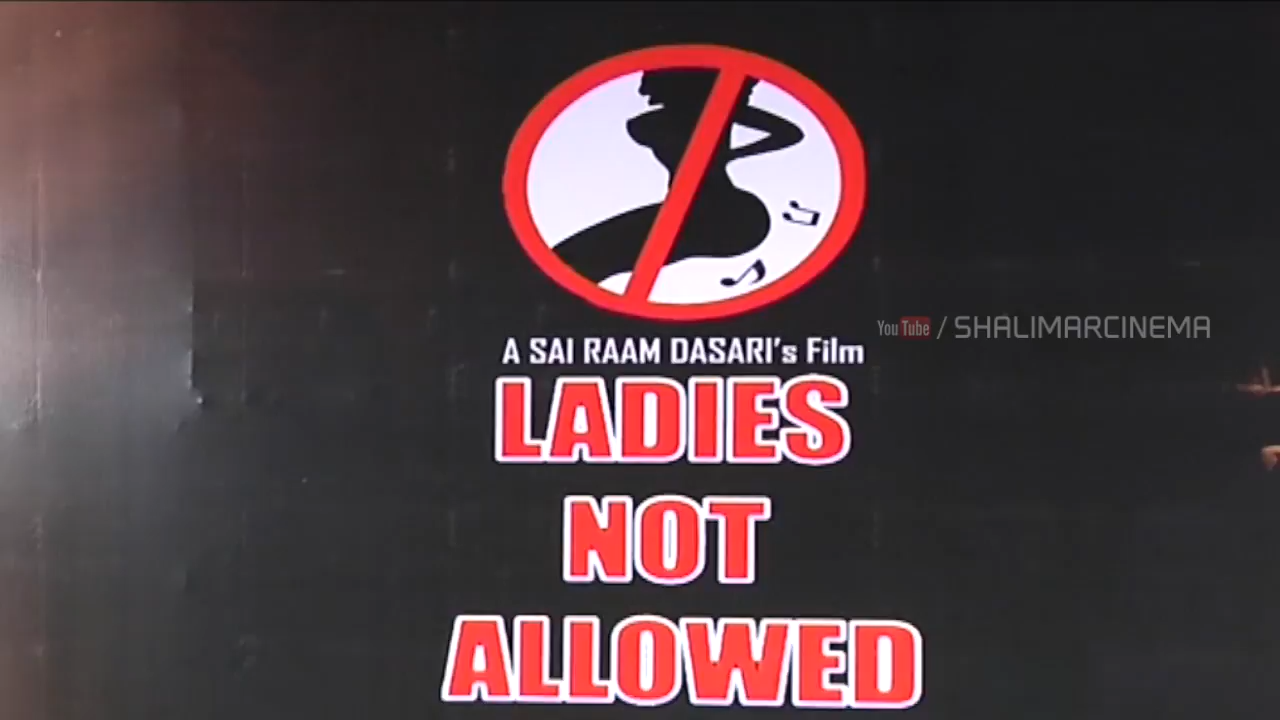 YouTube / SHALIMARCINEMA
A SAI RAAM DASARI's Film
LADIES
NOT
ALLOWED